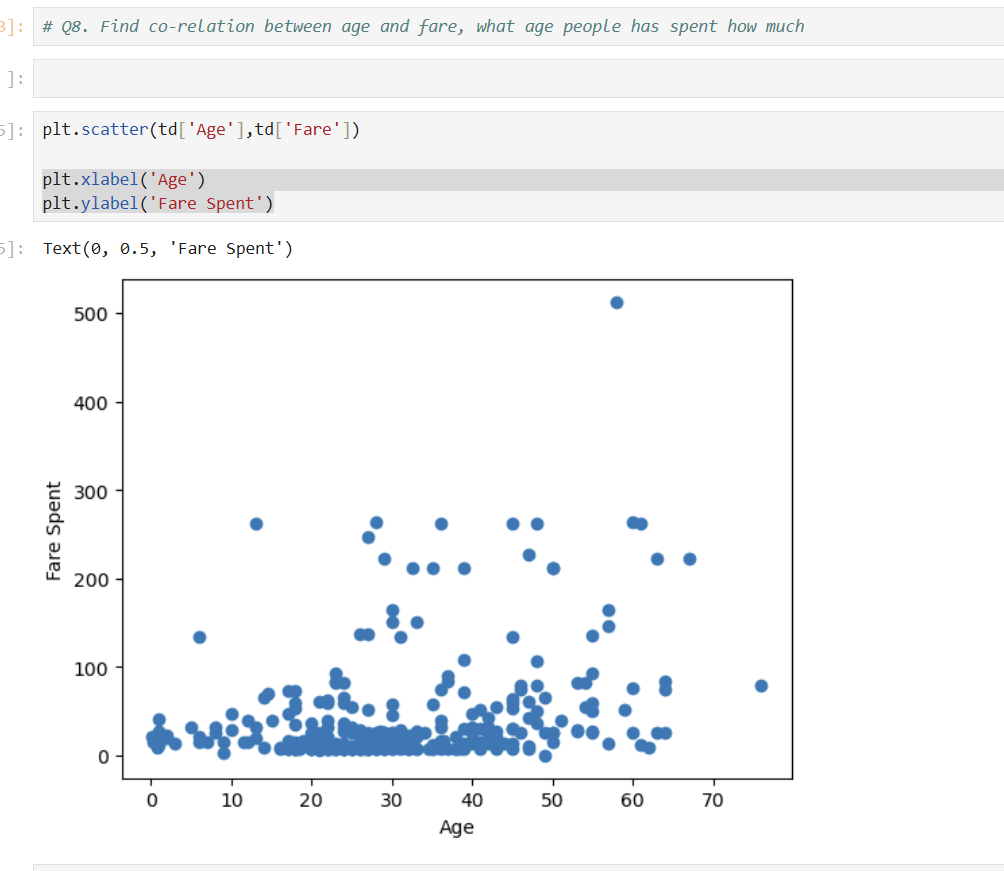 3]: # Q8. Find co-relation between age and fare, what age people has spent how much
]:
5]: plt.scatter(td['Age'],td['Fare'])
plt.xlabel('Age')
plt.ylabel('Fare Spent')
5]: Text(0, 0.5, 'Fare Spent')
500
400
300
200
100
0
Fare Spent
0 10 20 30 40 50 60 70
Age